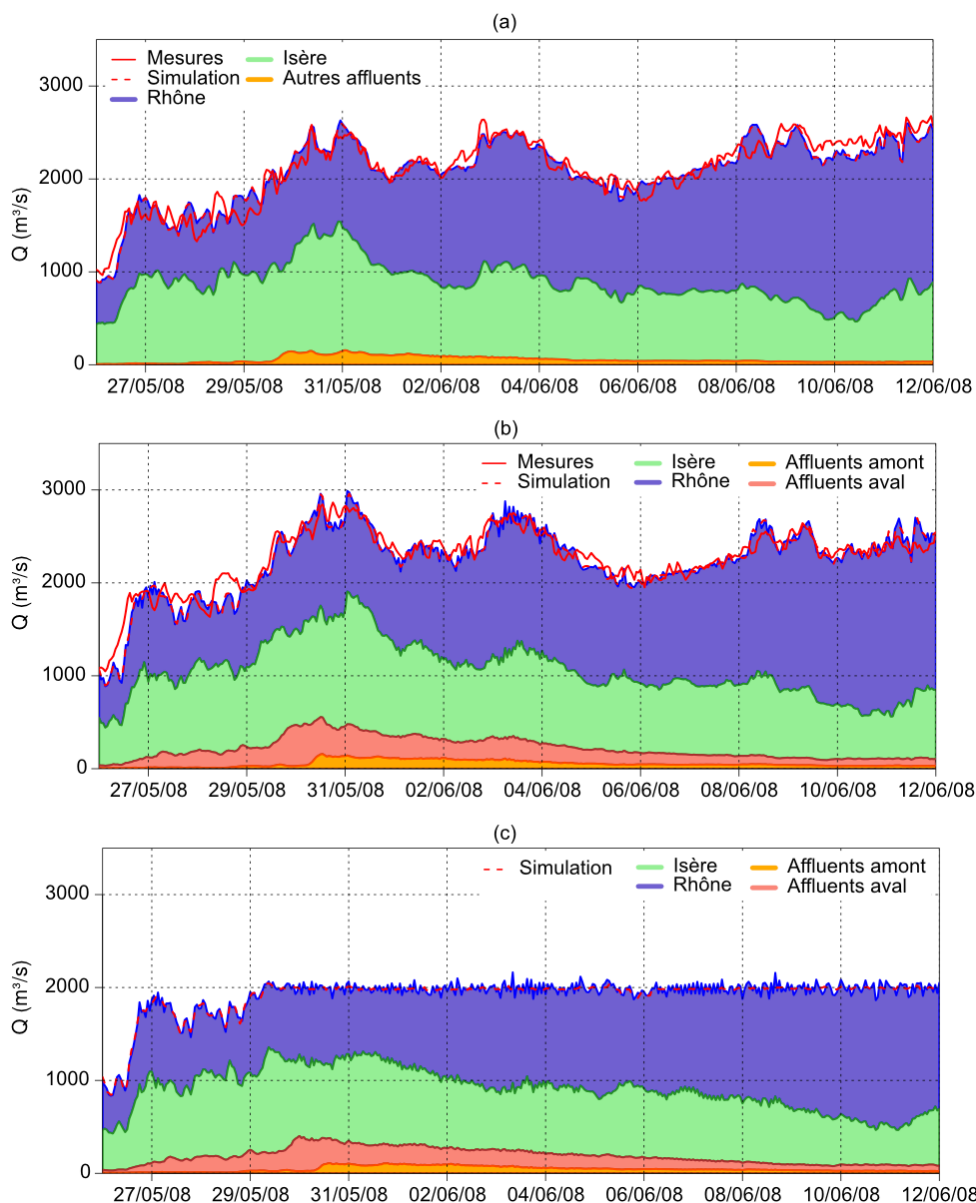 (a)
Mesures Isère
Simulation Autres affluents
Rhône
3000
2000
1000
0
Q (m³/s)
27/05/08 29/05/08 31/05/08 02/06/08 04/06/08 06/06/08 08/06/08 10/06/08 12/06/08
(b)
Mesures Isère Affluents amont
Simulation Rhône Affluents aval
3000
2000
1000
0
Q (m³/s)
27/05/08 29/05/08 31/05/08 02/06/08 04/06/08 06/06/08 08/06/08 10/06/08 12/06/08
(c)
Simulation Isère Affluents amont
Rhône Affluents aval
3000
2000
1000
0
Q (m³/s)
27/05/08 29/05/08 31/05/08 02/06/08 04/06/08 06/06/08 08/06/08 10/06/08 12/06/08